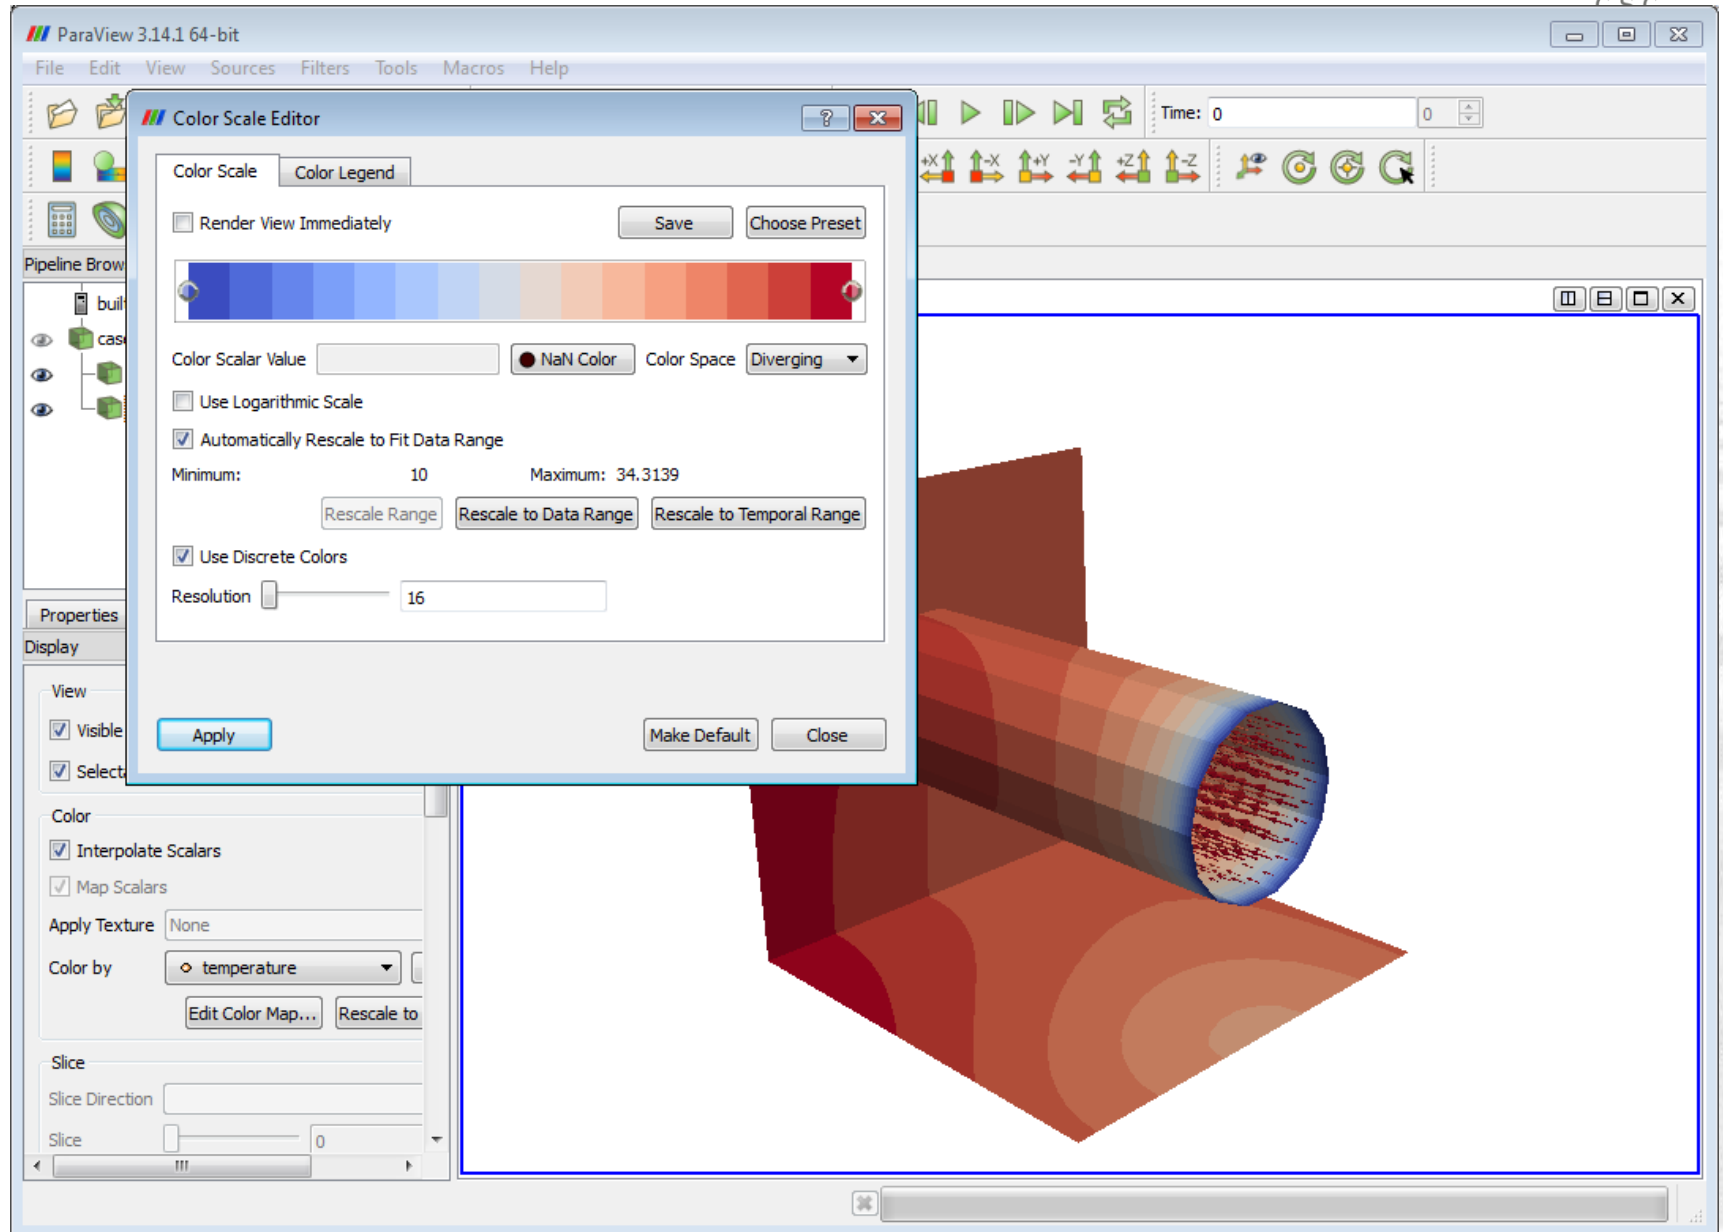 ParaView 3.14.1 64-bit
File Edit View Sources Filters Tools Macros Help
Color Scale Editor
Time: 0 0
Color Scale Color Legend
+X -X +Y -Y +Z -Z
Render View Immediately Save Choose Preset
Pipeline Brow
buil
cas
Color Scalar Value NaN Color Color Space Diverging
Use Logarithmic Scale
Automatically Rescale to Fit Data Range
Minimum: 10 Maximum: 34.3139
Rescale Range Rescale to Data Range Rescale to Temporal Range
Use Discrete Colors
Resolution 16
Properties
Display
View
Visible
Apply Make Default Close
Selecta
Color
Interpolate Scalars
Map Scalars
Apply Texture None
Color by temperature
Edit Color Map... Rescale to
Slice
Slice Direction
Slice 0